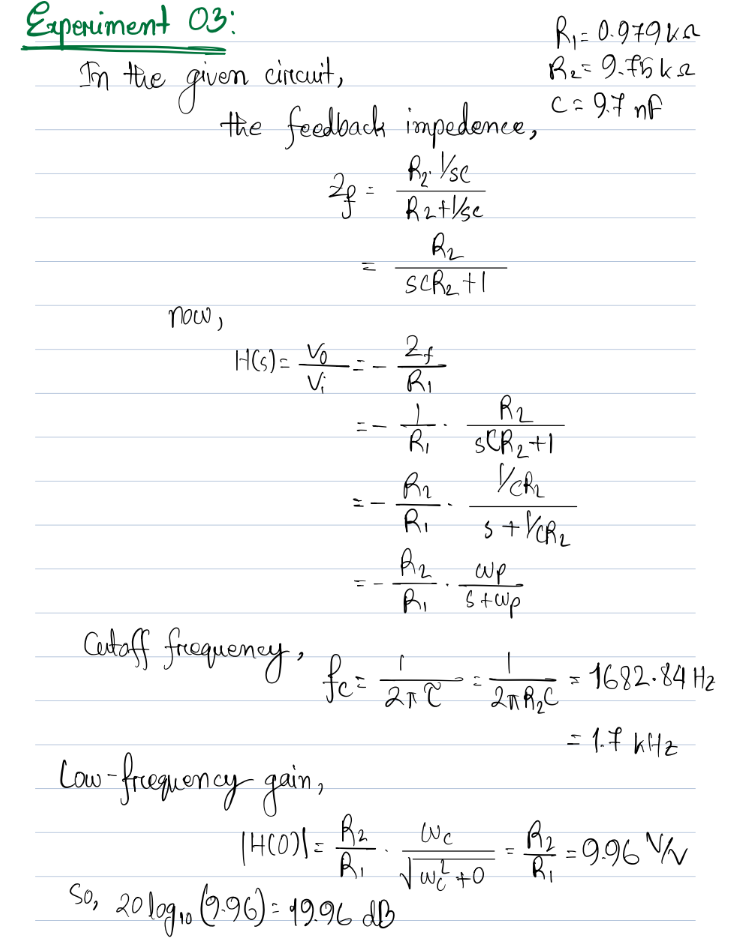 Experiment 03:
R₁ = 0.979 kΩ
R₂ = 9.75 kΩ
C = 9.7 nF
In the given circuit,
the feedback impedence,
Zf = (R₂ · 1/sC) / (R₂ + 1/sC)
= R₂ / (sCR₂ + 1)
now,
H(s) = Vo / Vi = - Zf / R₁
= - 1 / R₁ · R₂ / (sCR₂ + 1)
= - R₂ / R₁ · (1/CR₂) / (s + 1/CR₂)
= - R₂ / R₁ · ωp / (s + ωp)
Cutoff frequency, fc = 1 / 2πτ = 1 / 2πR₂C = 1682.84 Hz
= 1.7 kHz
Low-frequency gain,
|H(0)| = R₂ / R₁ · ωc / √(ωc² + 0) = R₂ / R₁ = 9.96 V/V
So, 20 log₁₀ (9.96) = 19.96 dB